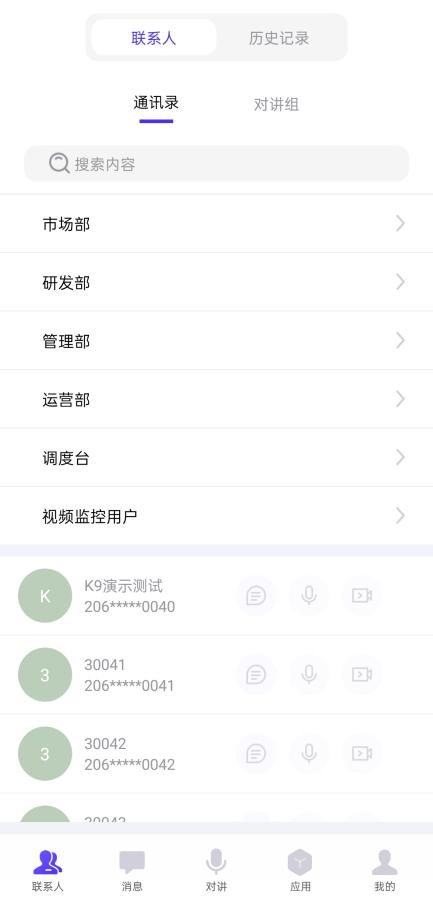 联系人 历史记录
通讯录 对讲组
搜索内容
市场部
研发部
管理部
运营部
调度台
视频监控用户
K
K9演示测试
206*****0040
3
30041
206*****0041
3
30042
206*****0042
30043
联系人 消息 对讲 应用 我的